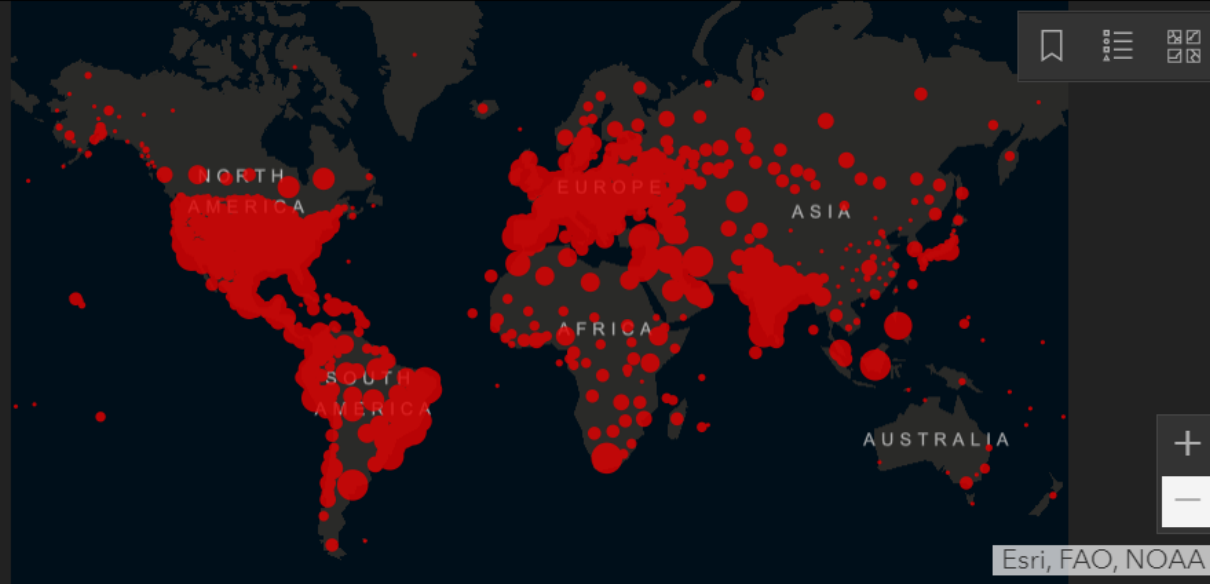 NORTH
AMERICA
EUROPE
ASIA
AFRICA
SOUTH
AMERICA
AUSTRALIA
Esri, FAO, NOAA